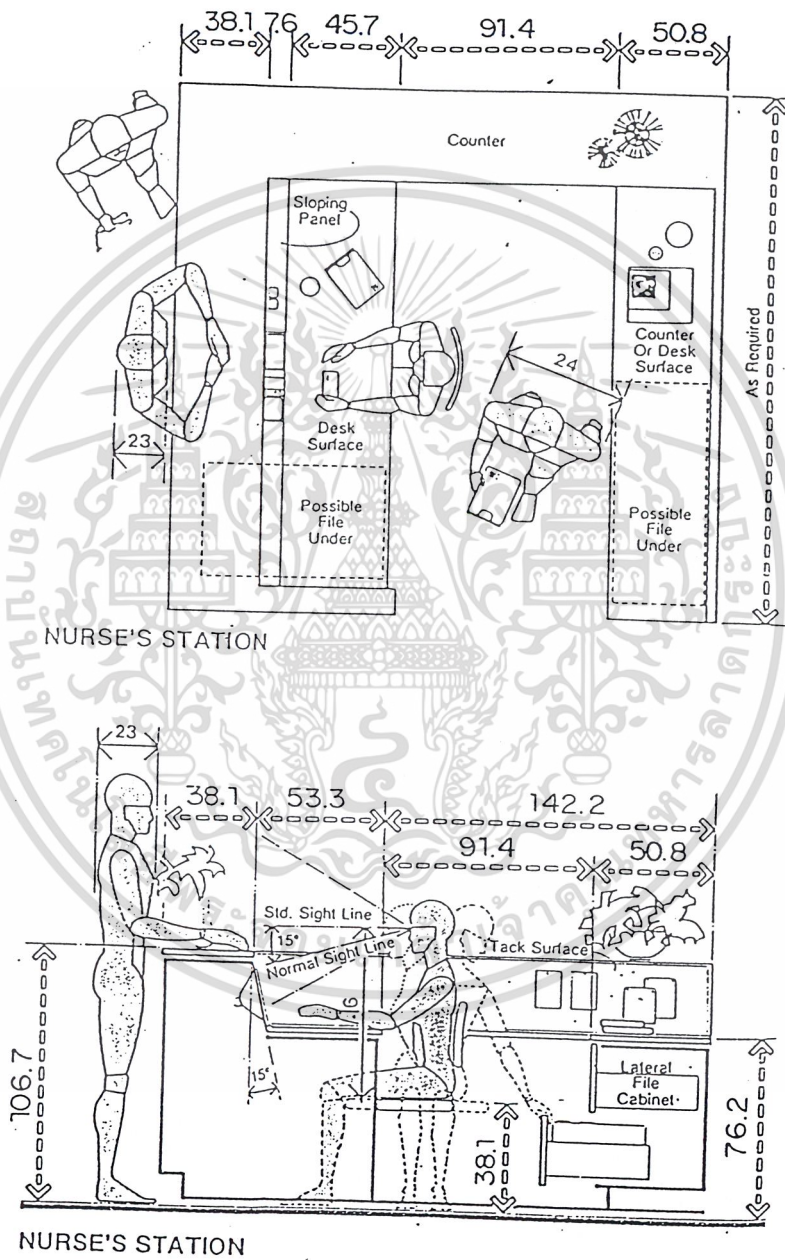 38.1 7.6 45.7 91.4 50.8
Counter
Sloping
Panel
Counter
Or Desk
Surface
As Required
24
23
Desk
Surface
Possible
File
Under
Possible
File
Under
NURSE'S STATION
23
38.1 53.3 142.2
91.4 50.8
Std. Sight Line
15°
Normal Sight Line
Tack Surface
6
15°
Lateral
File
Cabinet
106.7
38.1
76.2
NURSE'S STATION